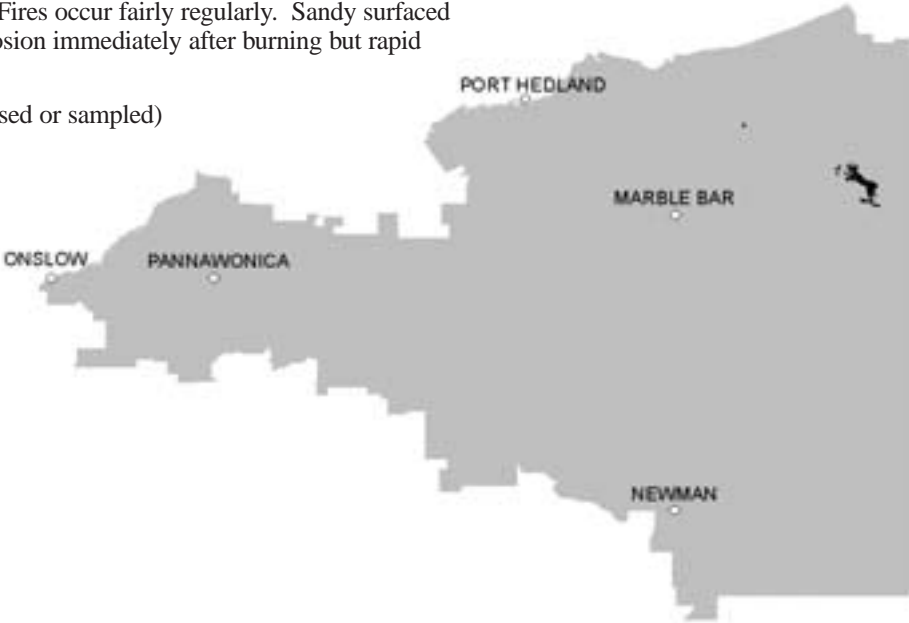 Fires occur fairly regularly. Sandy surfaced
osion immediately after burning but rapid
sed or sampled)
PORT HEDLAND
MARBLE BAR
ONSLOW
PANNAWONICA
NEWMAN